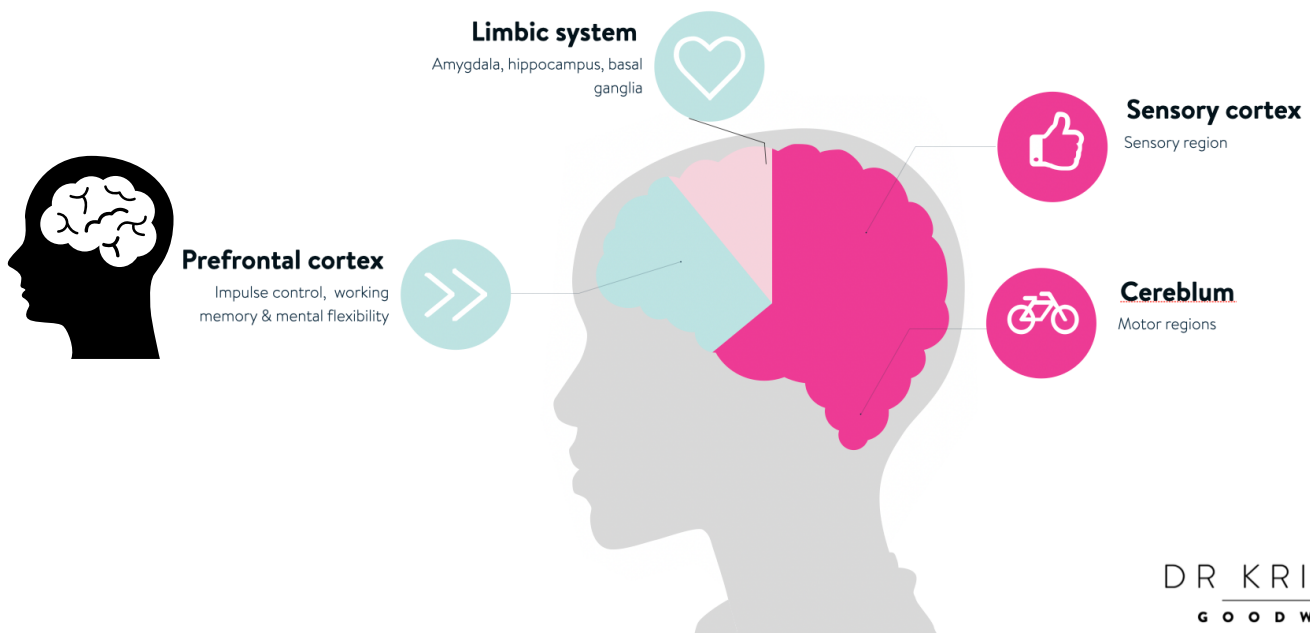 Limbic system
Amygdala, hippocampus, basal
ganglia
Sensory cortex
Sensory region
Prefrontal cortex
Impulse control, working
memory & mental flexibility
Cereblum
Motor regions
DR KRI
GOODW